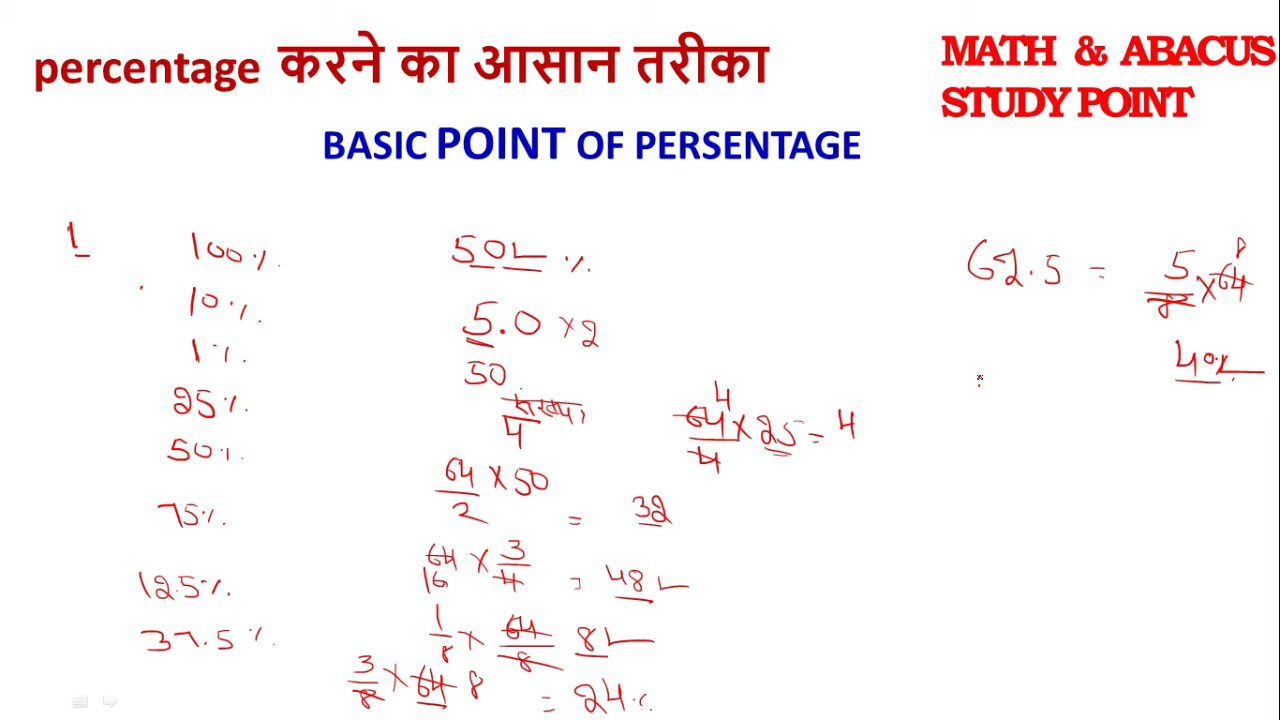 percentage करने का आसान तरीका
MATH & ABACUS
STUDY POINT
BASIC POINT OF PERSENTAGE
1
100%
50 %
62.5 = 5/8 × 64 8
10%
5.0 × 2
40%
1%
50
25%
4
64/4 × 25 = 4
4
50%
64/2 × 50 = 32
75%
64 × 3/4 = 48
16
12.5%
1/8 × 64/8 8
37.5%
3/8 × 64 8 = 24%